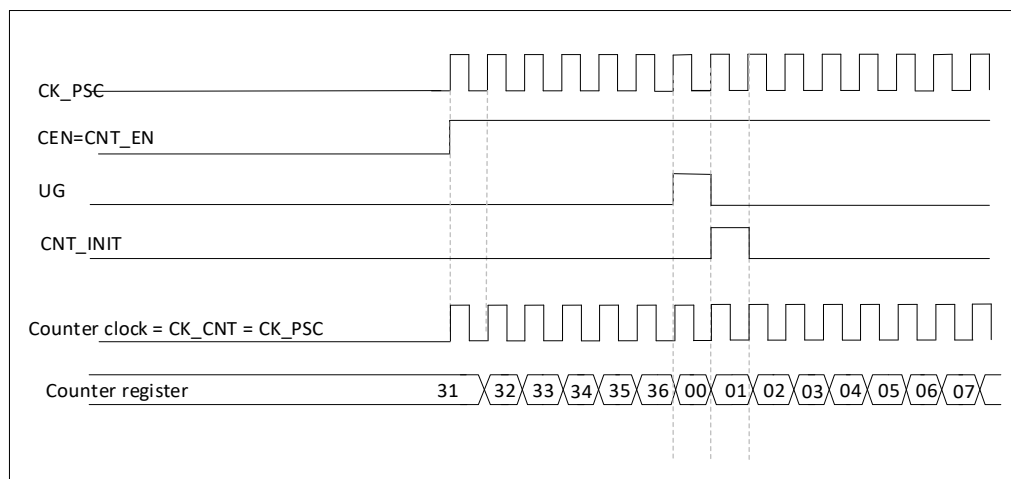 CK_PSC
CEN=CNT_EN
UG
CNT_INIT
Counter clock = CK_CNT = CK_PSC
Counter register 31 32 33 34 35 36 00 01 02 03 04 05 06 07